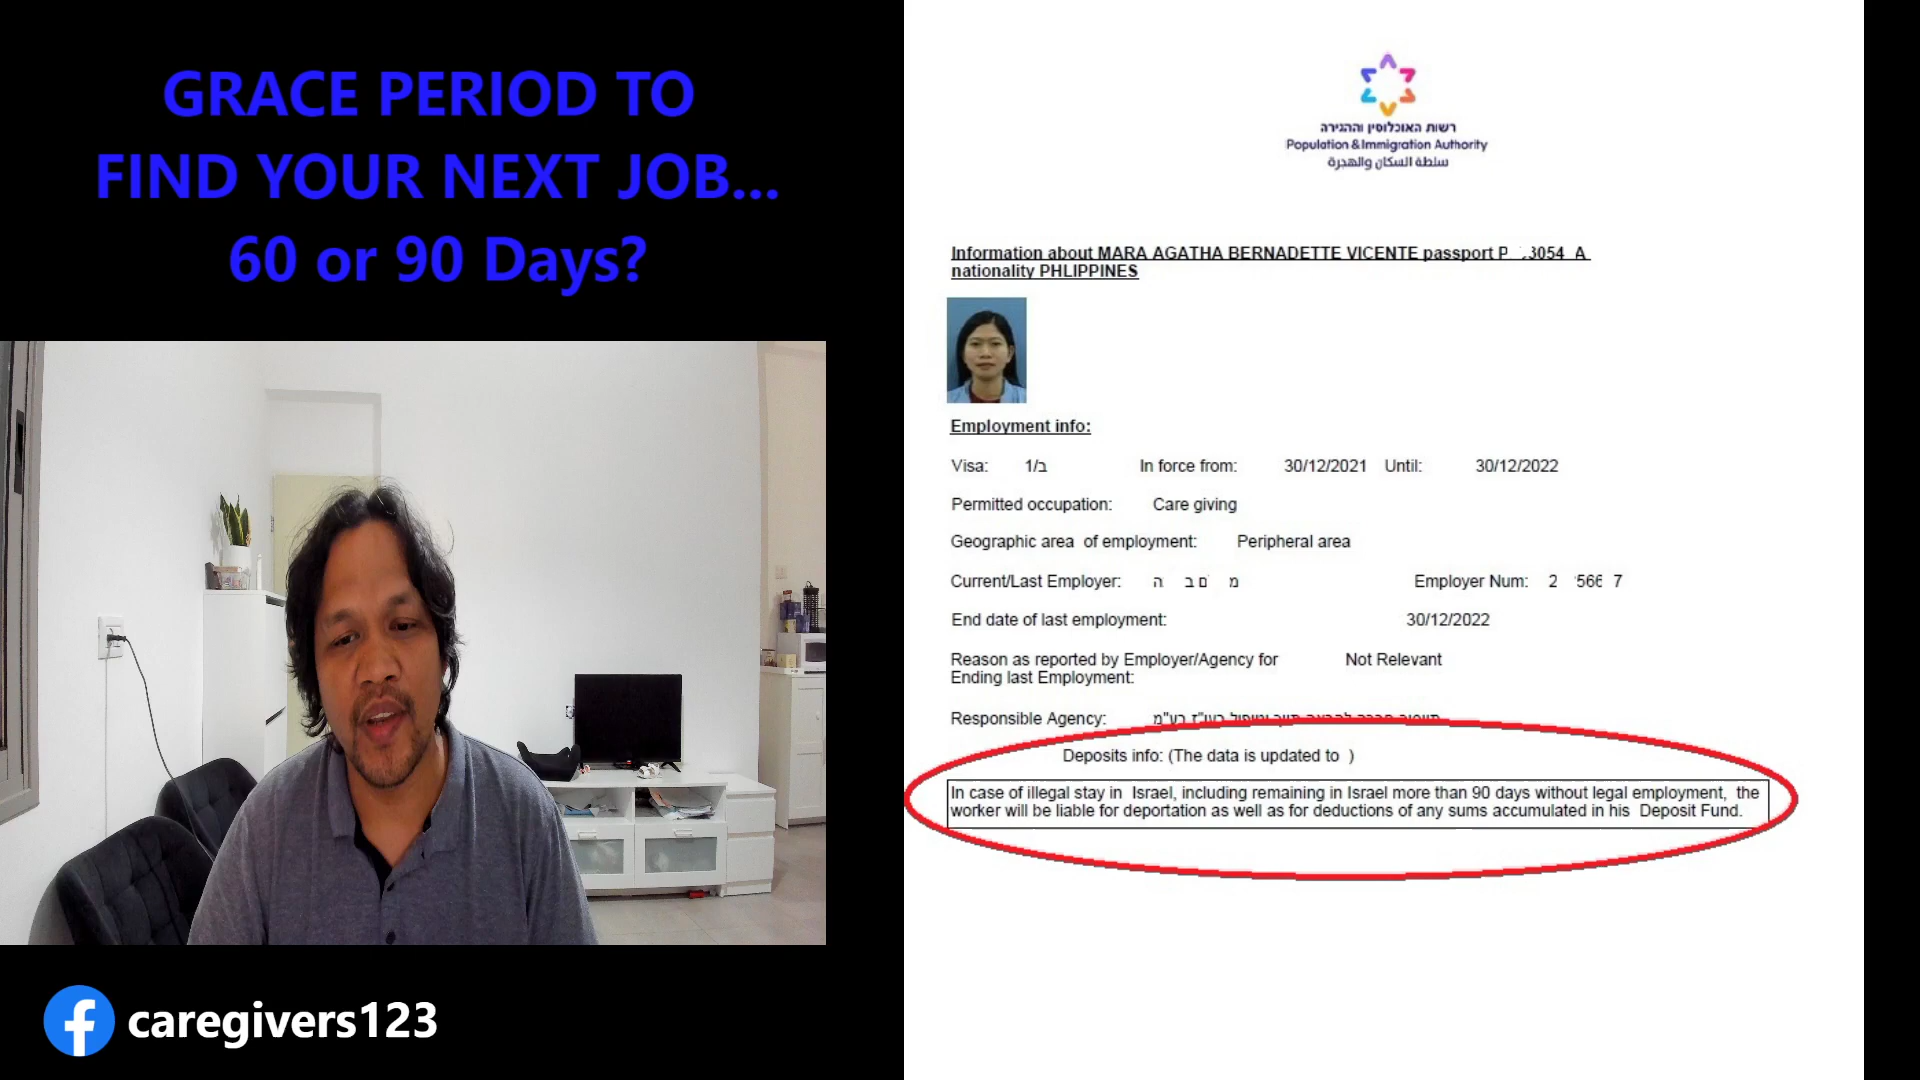 GRACE PERIOD TO
FIND YOUR NEXT JOB...
60 or 90 Days?
caregivers123
רשות האוכלוסין וההגירה
Population & Immigration Authority
سلطة السكان والهجرة
Information about MARA AGATHA BERNADETTE VICENTE passport P 3054 A
nationality PHLIPPINES
Employment info:
Visa: 1/ב In force from: 30/12/2021 Until: 30/12/2022
Permitted occupation: Care giving
Geographic area of employment: Peripheral area
Current/Last Employer: Employer Num: 2 566 7
End date of last employment: 30/12/2022
Reason as reported by Employer/Agency for Not Relevant
Ending last Employment:
Responsible Agency:
Deposits info: (The data is updated to )
In case of illegal stay in Israel, including remaining in Israel more than 90 days without legal employment, the
worker will be liable for deportation as well as for deductions of any sums accumulated in his Deposit Fund.